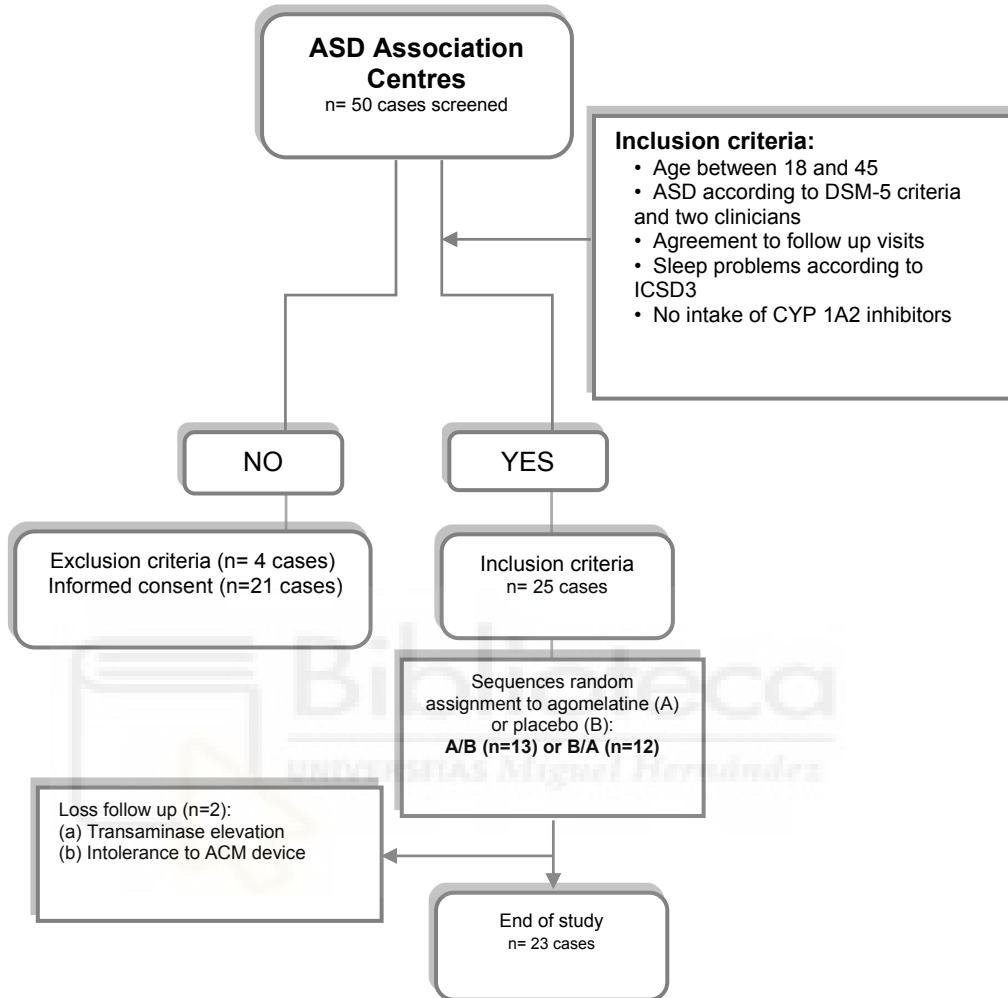 ASD Association
Centres
n= 50 cases screened
Inclusion criteria:
• Age between 18 and 45
• ASD according to DSM-5 criteria
and two clinicians
• Agreement to follow up visits
• Sleep problems according to
ICSD3
• No intake of CYP 1A2 inhibitors
NO
YES
Exclusion criteria (n= 4 cases)
Informed consent (n=21 cases)
Inclusion criteria
n= 25 cases
Biblioteca
UNIVERSITAS Miguel Hernández
Sequences random
assignment to agomelatine (A)
or placebo (B):
A/B (n=13) or B/A (n=12)
Loss follow up (n=2):
(a) Transaminase elevation
(b) Intolerance to ACM device
End of study
n= 23 cases